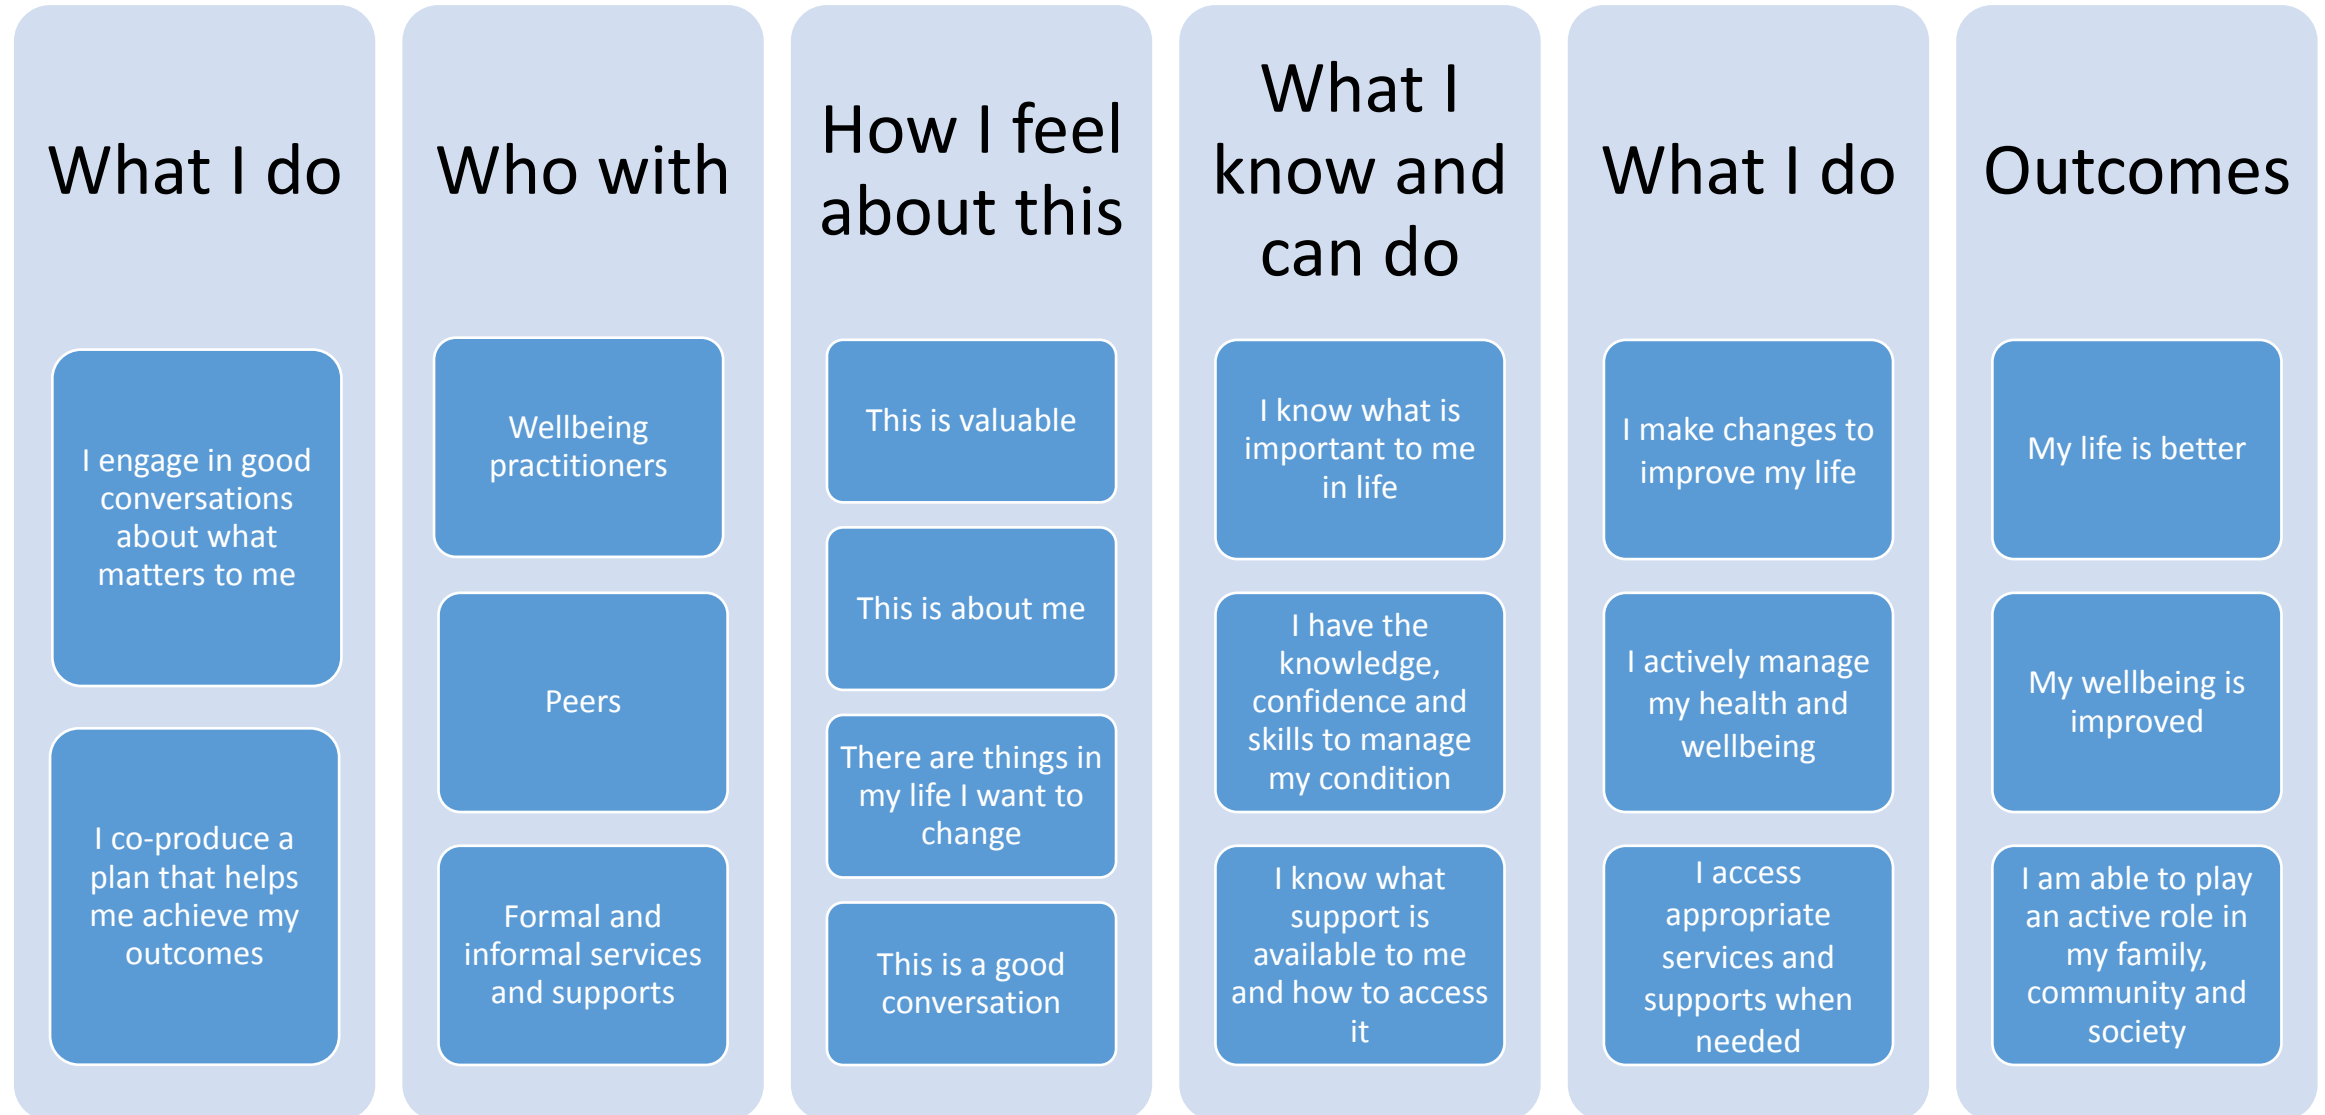 What I do
I engage in good
conversations
about what
matters to me
I co-produce a
plan that helps
me achieve my
outcomes
Who with
Wellbeing
practitioners
Peers
Formal and
informal services
and supports
How I feel
about this
This is valuable
This is about me
There are things in
my life I want to
change
This is a good
conversation
What I
know and
can do
I know what is
important to me
in life
I have the
knowledge,
confidence and
skills to manage
my condition
I know what
support is
available to me
and how to access
it
What I do
I make changes to
improve my life
I actively manage
my health and
wellbeing
I access
appropriate
services and
supports when
needed
Outcomes
My life is better
My wellbeing is
improved
I am able to play
an active role in
my family,
community and
society